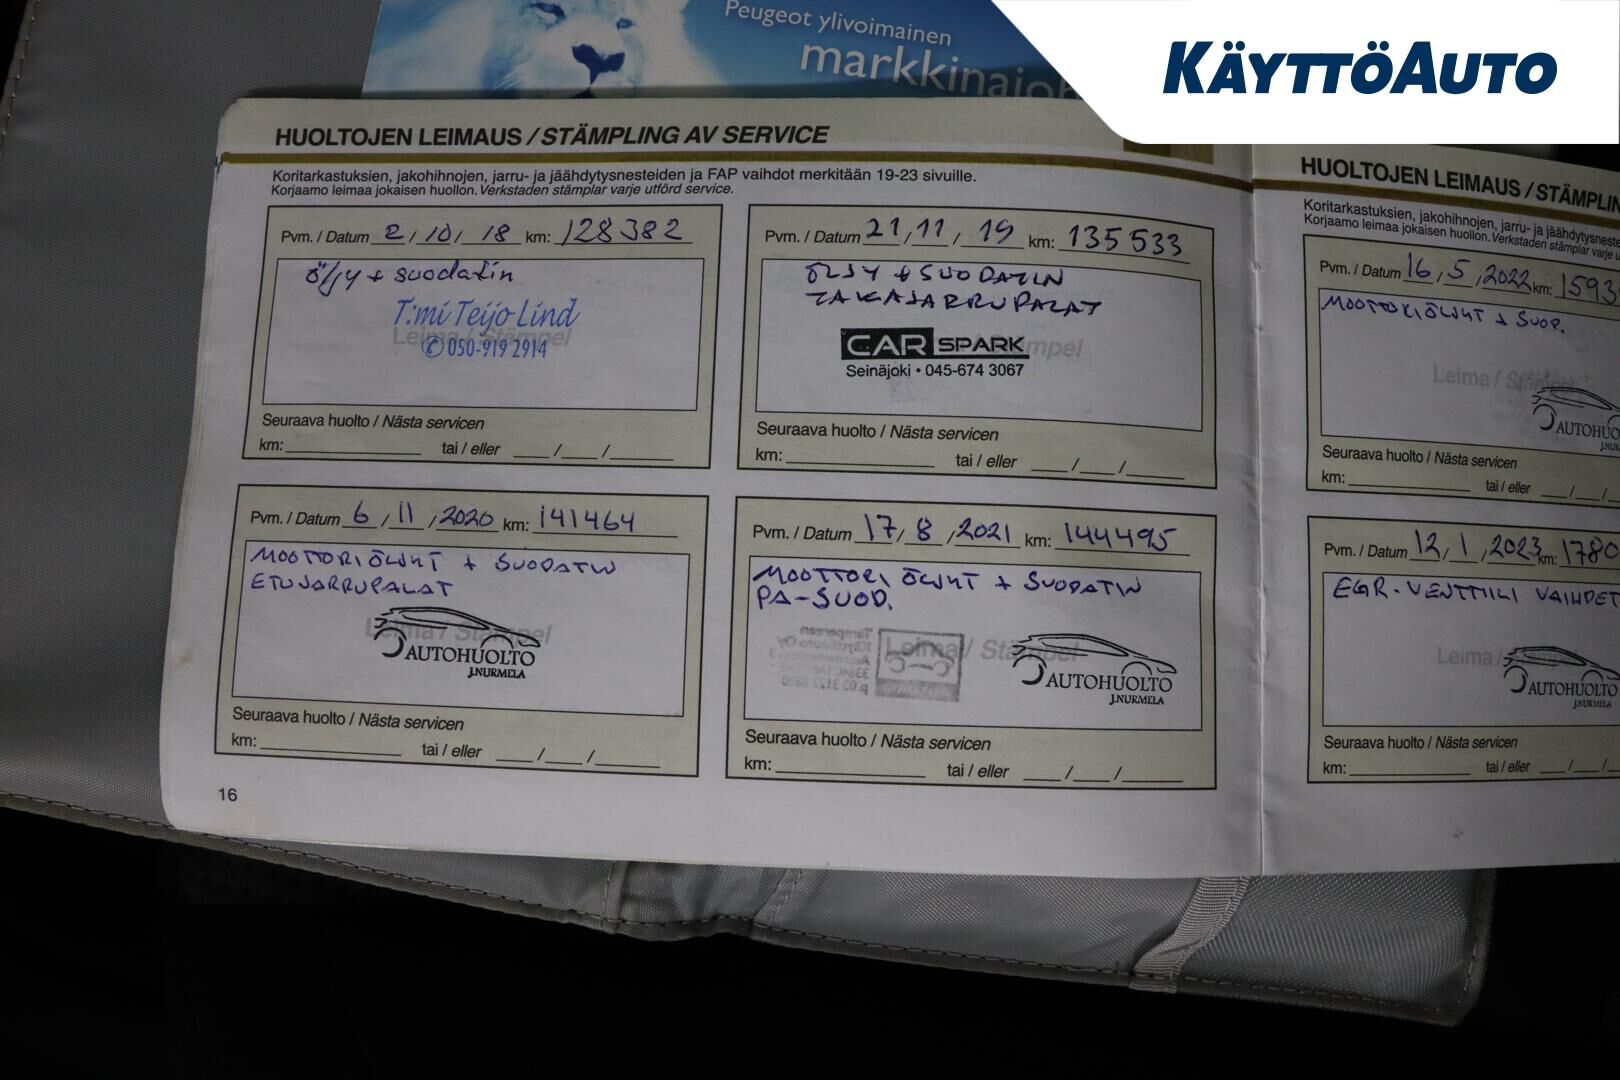 Peugeot ylivoimainen
KÄYTTÖAUTO
HUOLTOJEN LEIMAUS / STÄMPLING AV SERVICE
Koritarkastuksien, jakohihnojen, jarru- ja jäähdytysnesteiden ja FAP vaihdot merkitään 19-23 sivuille.
Korjaamo leimaa jokaisen huollon. Verkstaden stämplar varje utförd service.
Pvm. / Datum 2 / 10 / 18 km: 128382
öljy + suodatin
T:mi Teijo Lind
Leima / Stämpel
✆ 050-919 2914
Seuraava huolto / Nästa servicen
km: tai / eller / /
Pvm. / Datum 21 / 11 / 19 km: 135533
ÖLJY + SUODATIN
TAKAJARRUPALAT
CAR SPARK
Seinäjoki • 045-674 3067
Seuraava huolto / Nästa servicen
km: tai / eller / /
Pvm. / Datum 6 / 11 / 2020 km: 141464
MOOTTORIÖLJYT + SUODATIN
ETUJARRUPALAT
Leima / Stämpel
AUTOHUOLTO
J.NURMELA
Seuraava huolto / Nästa servicen
km: tai / eller / /
Pvm. / Datum 17 / 8 / 2021 km: 144495
MOOTTORIÖLJYT + SUODATIN
PA-SUOD.
Leima / Stämpel
AUTOHUOLTO
J.NURMELA
Seuraava huolto / Nästa servicen
km: tai / eller / /
16
HUOLTOJEN LEIMAUS /
Koritarkastuksien, jakohihnojen, jarru- ja
Korjaamo leimaa jokaisen huollon. Verkstaden stämplar varje
Pvm. / Datum 16 / 5 / 2022 km:
MOOTTORIÖLJYT + SUOD.
Leima / Stämpel
AUTOHUOLTO
Seuraava huolto / Nästa servicen
km: tai / eller / /
Pvm. / Datum 12 / 1 / 2023 km:
EGR-VENTTIILI VAIHDET
Leima /
AUTOHUOLTO
J.NURMELA
Seuraava huolto / Nästa servicen
km: tai / eller / /